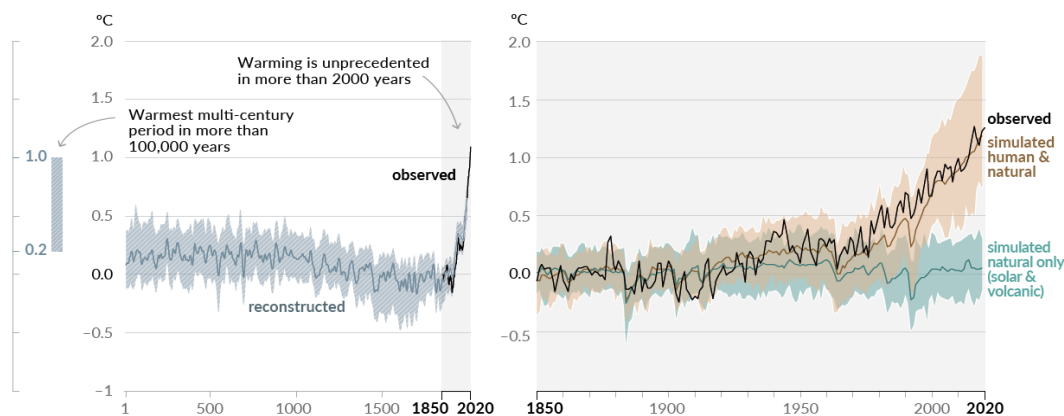 °C
2.0
1.5
1.0
0.5
0.0
−0.5
−1
1.0
0.2
Warming is unprecedented
in more than 2000 years
Warmest multi-century
period in more than
100,000 years
observed
reconstructed
1
500
1000
1500
1850
2020
°C
2.0
1.5
1.0
0.5
0.0
−0.5
1850
1900
1950
2000
2020
observed
simulated
human &
natural
simulated
natural only
(solar &
volcanic)